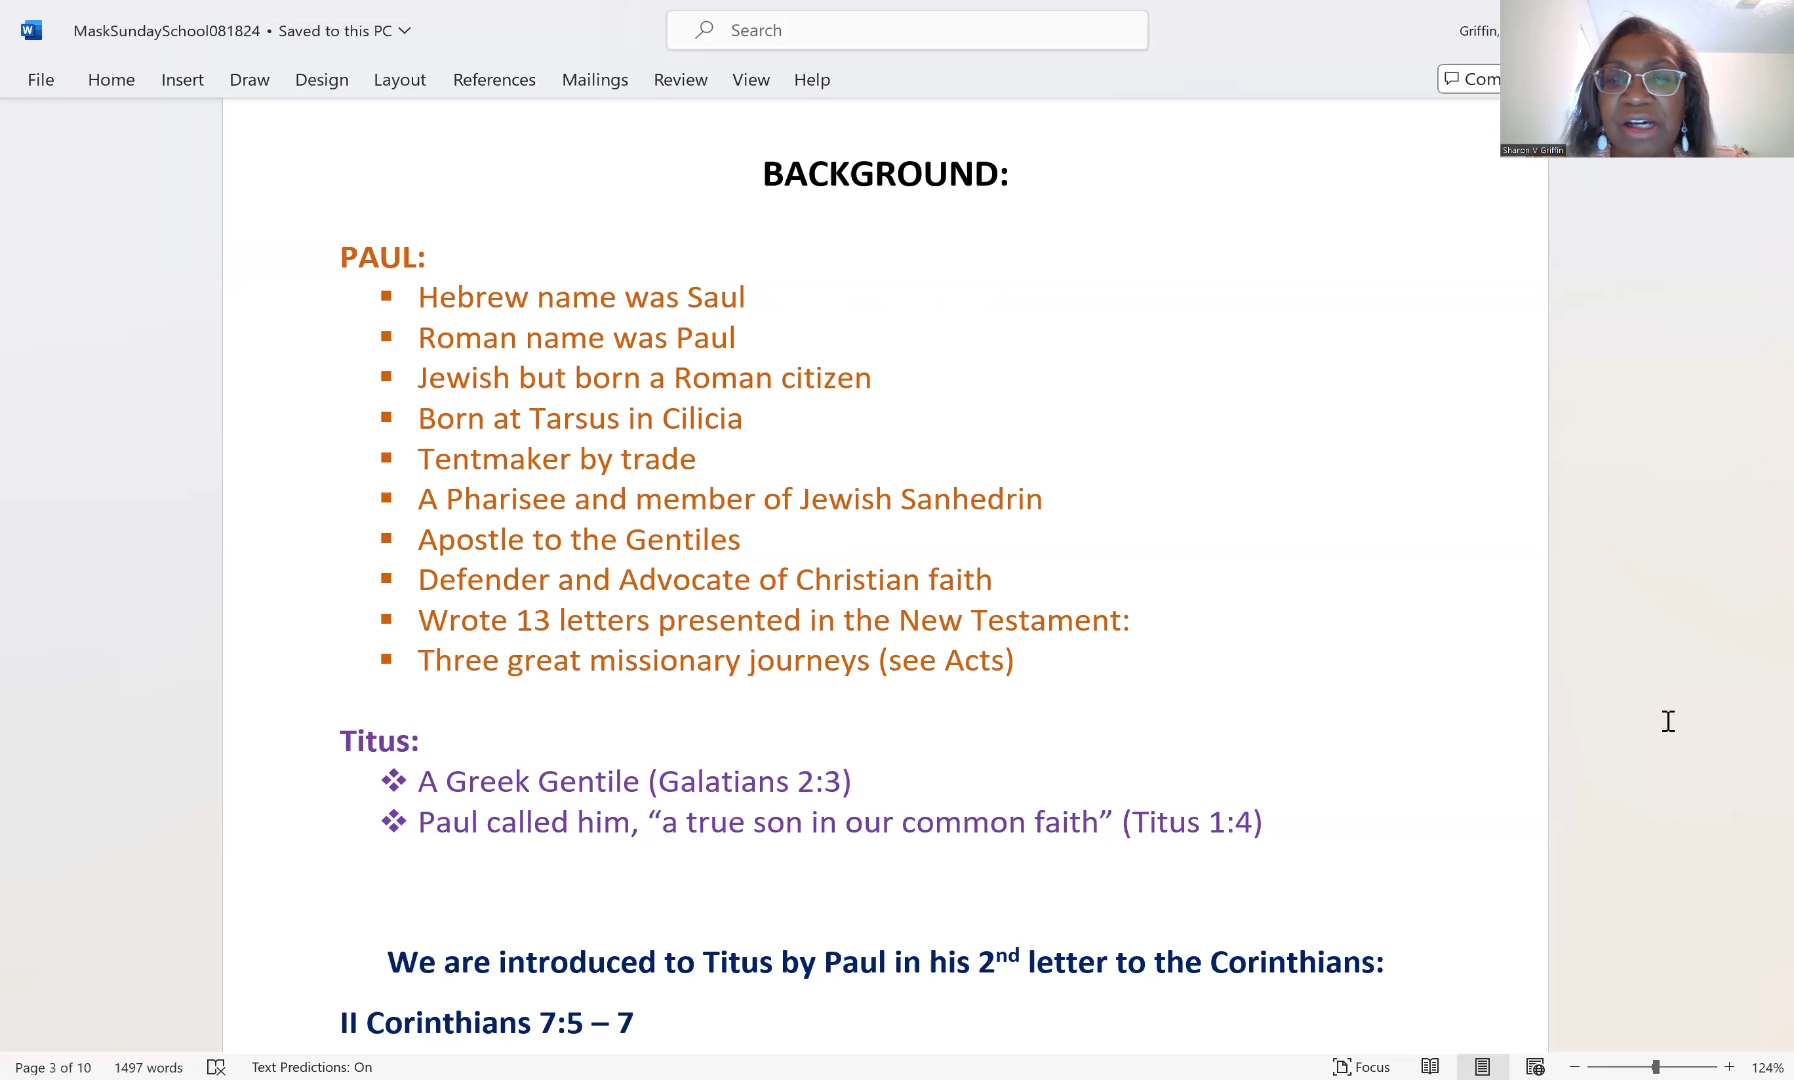 W MaskSundaySchool081824 • Saved to this PC
Search
Griffin,
File Home Insert Draw Design Layout References Mailings Review View Help
Com
Sharon V Griffin
BACKGROUND:
PAUL:
▪ Hebrew name was Saul
▪ Roman name was Paul
▪ Jewish but born a Roman citizen
▪ Born at Tarsus in Cilicia
▪ Tentmaker by trade
▪ A Pharisee and member of Jewish Sanhedrin
▪ Apostle to the Gentiles
▪ Defender and Advocate of Christian faith
▪ Wrote 13 letters presented in the New Testament:
▪ Three great missionary journeys (see Acts)
Titus:
❖ A Greek Gentile (Galatians 2:3)
❖ Paul called him, “a true son in our common faith” (Titus 1:4)
We are introduced to Titus by Paul in his 2nd letter to the Corinthians:
II Corinthians 7:5 – 7
Page 3 of 10 1497 words Text Predictions: On Focus 124%